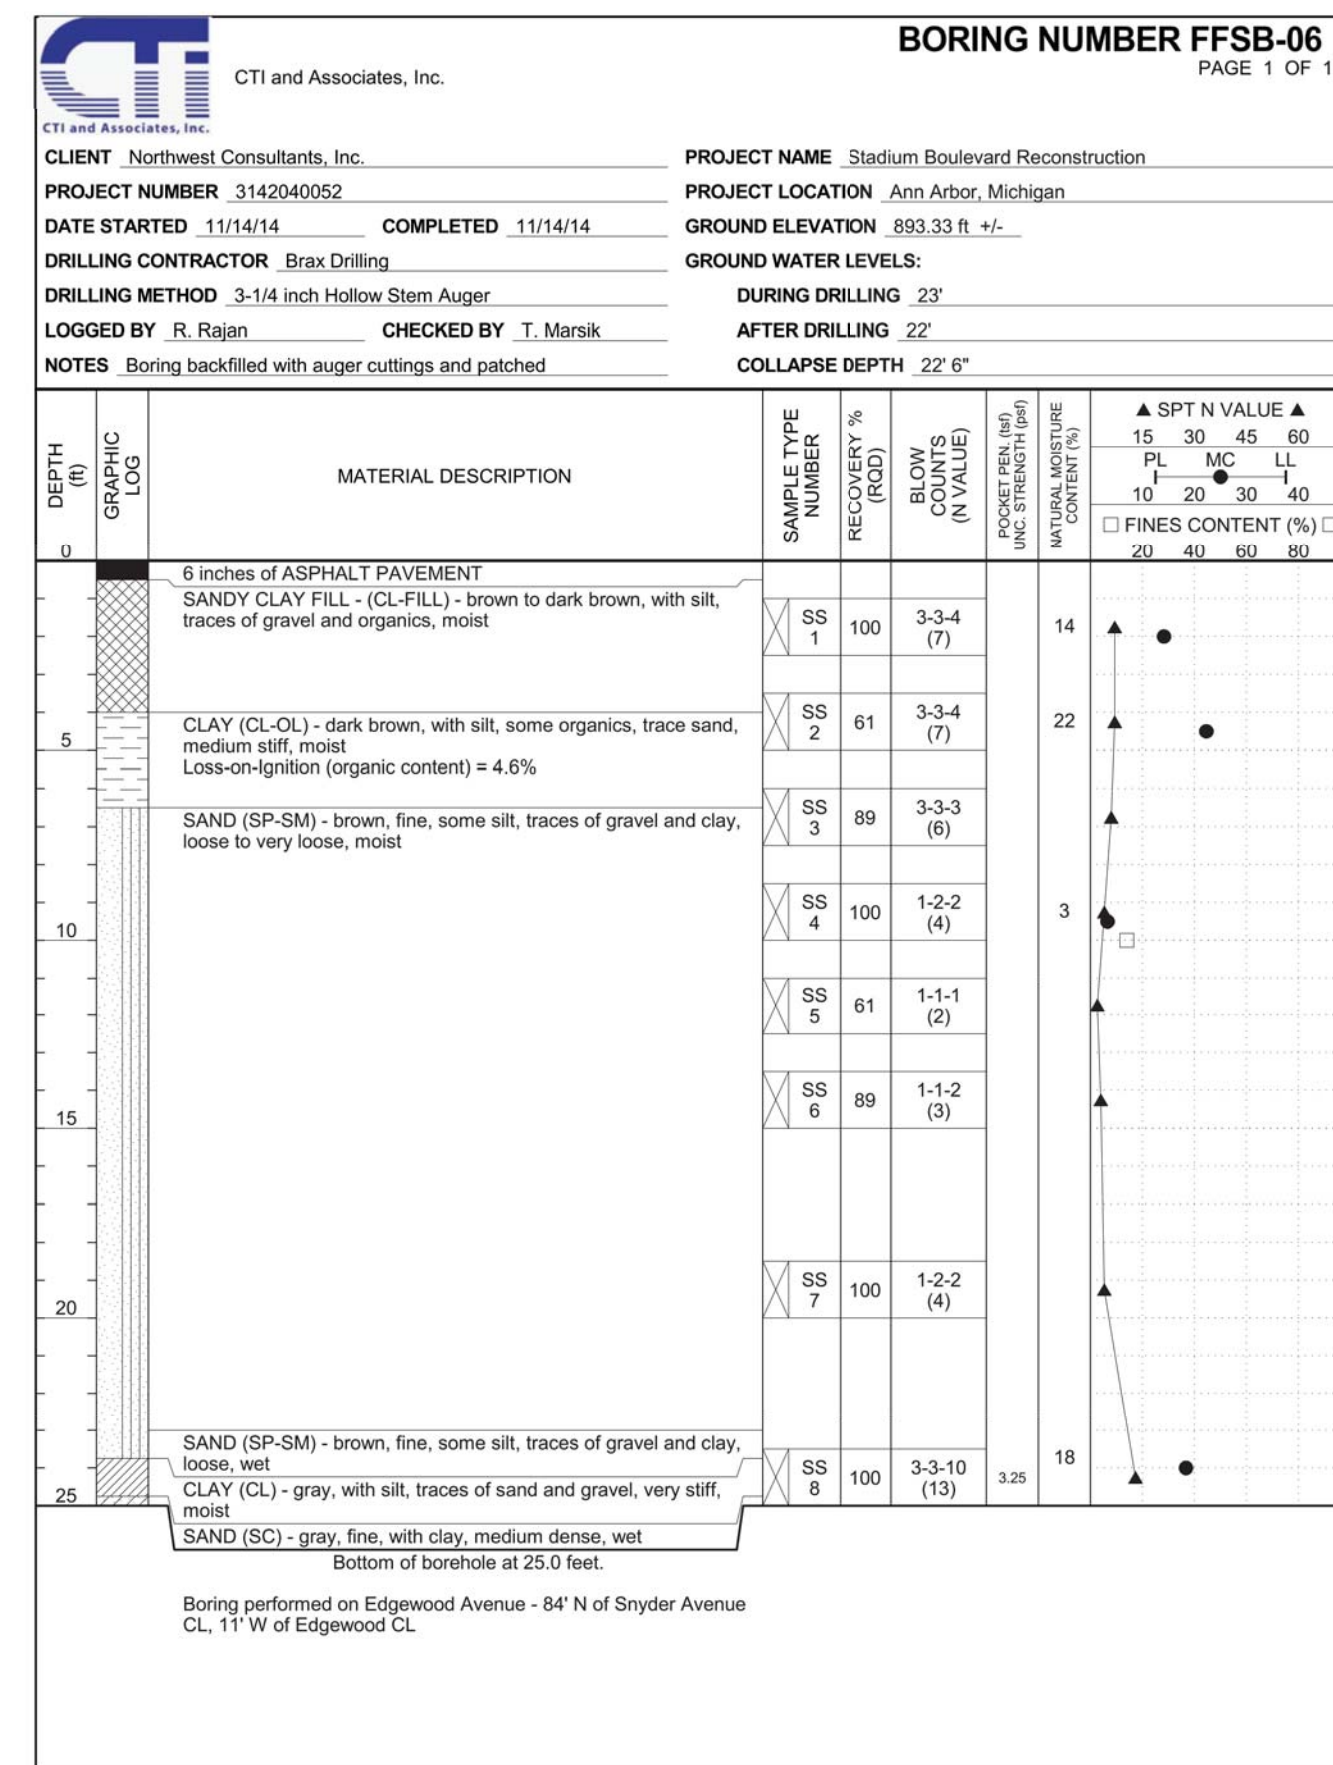 BORING NUMBER FFSB-06
PAGE 1 OF 1
CTI
CTI and Associates, Inc.
CTI and Associates, Inc.
CLIENT Northwest Consultants, Inc.
PROJECT NAME Stadium Boulevard Reconstruction
PROJECT NUMBER 3142040052
PROJECT LOCATION Ann Arbor, Michigan
DATE STARTED 11/14/14 COMPLETED 11/14/14
GROUND ELEVATION 893.33 ft +/-
DRILLING CONTRACTOR Brax Drilling
GROUND WATER LEVELS:
DRILLING METHOD 3-1/4 inch Hollow Stem Auger
DURING DRILLING 23'
LOGGED BY R. Rajan CHECKED BY T. Marsik
AFTER DRILLING 22'
NOTES Boring backfilled with auger cuttings and patched
COLLAPSE DEPTH 22' 6"
DEPTH
(ft)
GRAPHIC
LOG
MATERIAL DESCRIPTION
SAMPLE TYPE
NUMBER
RECOVERY %
(RQD)
BLOW
COUNTS
(N VALUE)
POCKET PEN. (tsf)
UNC. STRENGTH (psf)
NATURAL MOISTURE
CONTENT (%)
▲ SPT N VALUE ▲
15 30 45 60
PL MC LL
10 20 30 40
□ FINES CONTENT (%) □
20 40 60 80
0
6 inches of ASPHALT PAVEMENT
SANDY CLAY FILL - (CL-FILL) - brown to dark brown, with silt,
traces of gravel and organics, moist
SS
1
100
3-3-4
(7)
14
CLAY (CL-OL) - dark brown, with silt, some organics, trace sand,
medium stiff, moist
Loss-on-Ignition (organic content) = 4.6%
SS
2
61
3-3-4
(7)
22
5
SAND (SP-SM) - brown, fine, some silt, traces of gravel and clay,
loose to very loose, moist
SS
3
89
3-3-3
(6)
SS
4
100
1-2-2
(4)
3
10
SS
5
61
1-1-1
(2)
SS
6
89
1-1-2
(3)
15
SS
7
100
1-2-2
(4)
20
SAND (SP-SM) - brown, fine, some silt, traces of gravel and clay,
loose, wet
CLAY (CL) - gray, with silt, traces of sand and gravel, very stiff,
moist
SS
8
100
3-3-10
(13)
3.25
18
25
SAND (SC) - gray, fine, with clay, medium dense, wet
Bottom of borehole at 25.0 feet.
Boring performed on Edgewood Avenue - 84' N of Snyder Avenue
CL, 11' W of Edgewood CL